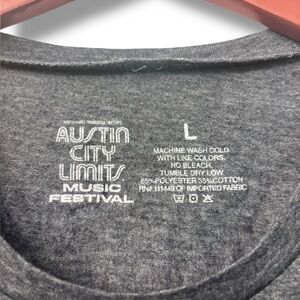 AUSTIN
CITY
LIMITS
MUSIC
FESTIVAL
L
MACHINE WASH COLD
WITH LIKE COLORS.
NO BLEACH.
TUMBLE DRY LOW.
65% POLYESTER 35% COTTON
RN# 111449 OF IMPORTED FABRIC